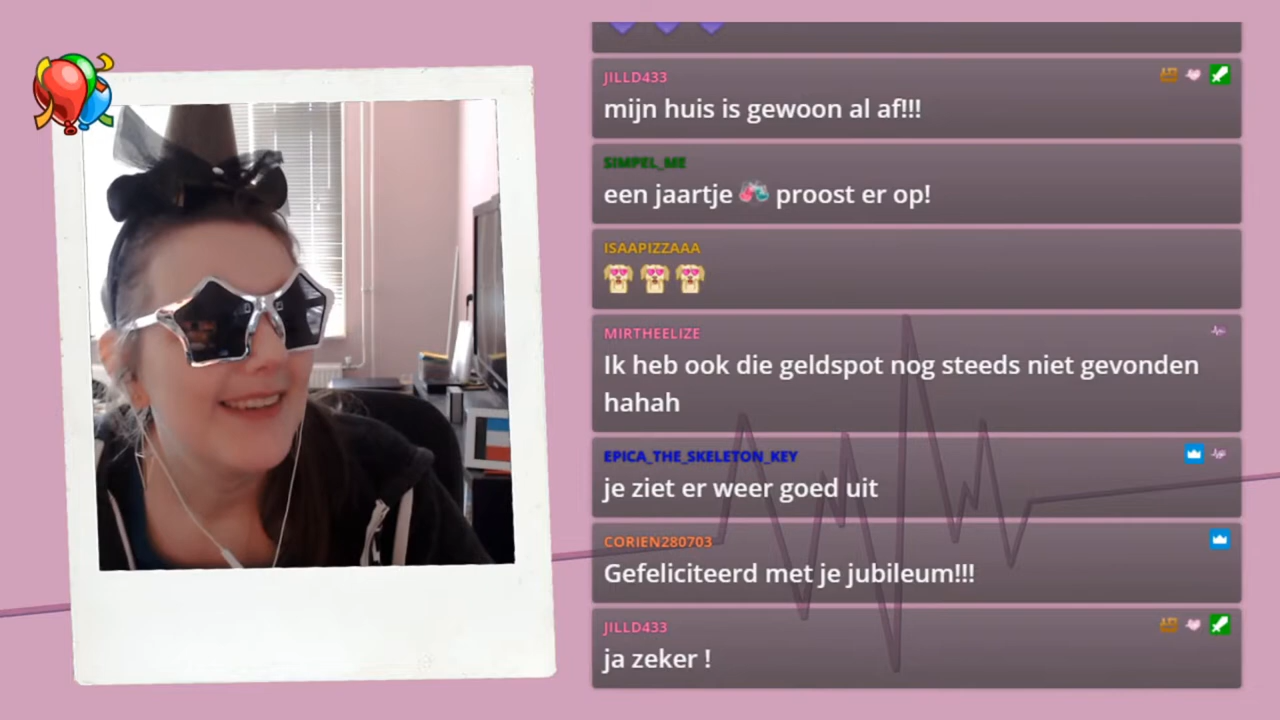 JILLD433
mijn huis is gewoon al af!!!
SIMPEL_ME
een jaartje proost er op!
ISAAPIZZAAA
MIRTHEELIZE
Ik heb ook die geldspot nog steeds niet gevonden
hahah
EPICA_THE_SKELETON_KEY
je ziet er weer goed uit
CORIEN280703
Gefeliciteerd met je jubileum!!!
JILLD433
ja zeker !